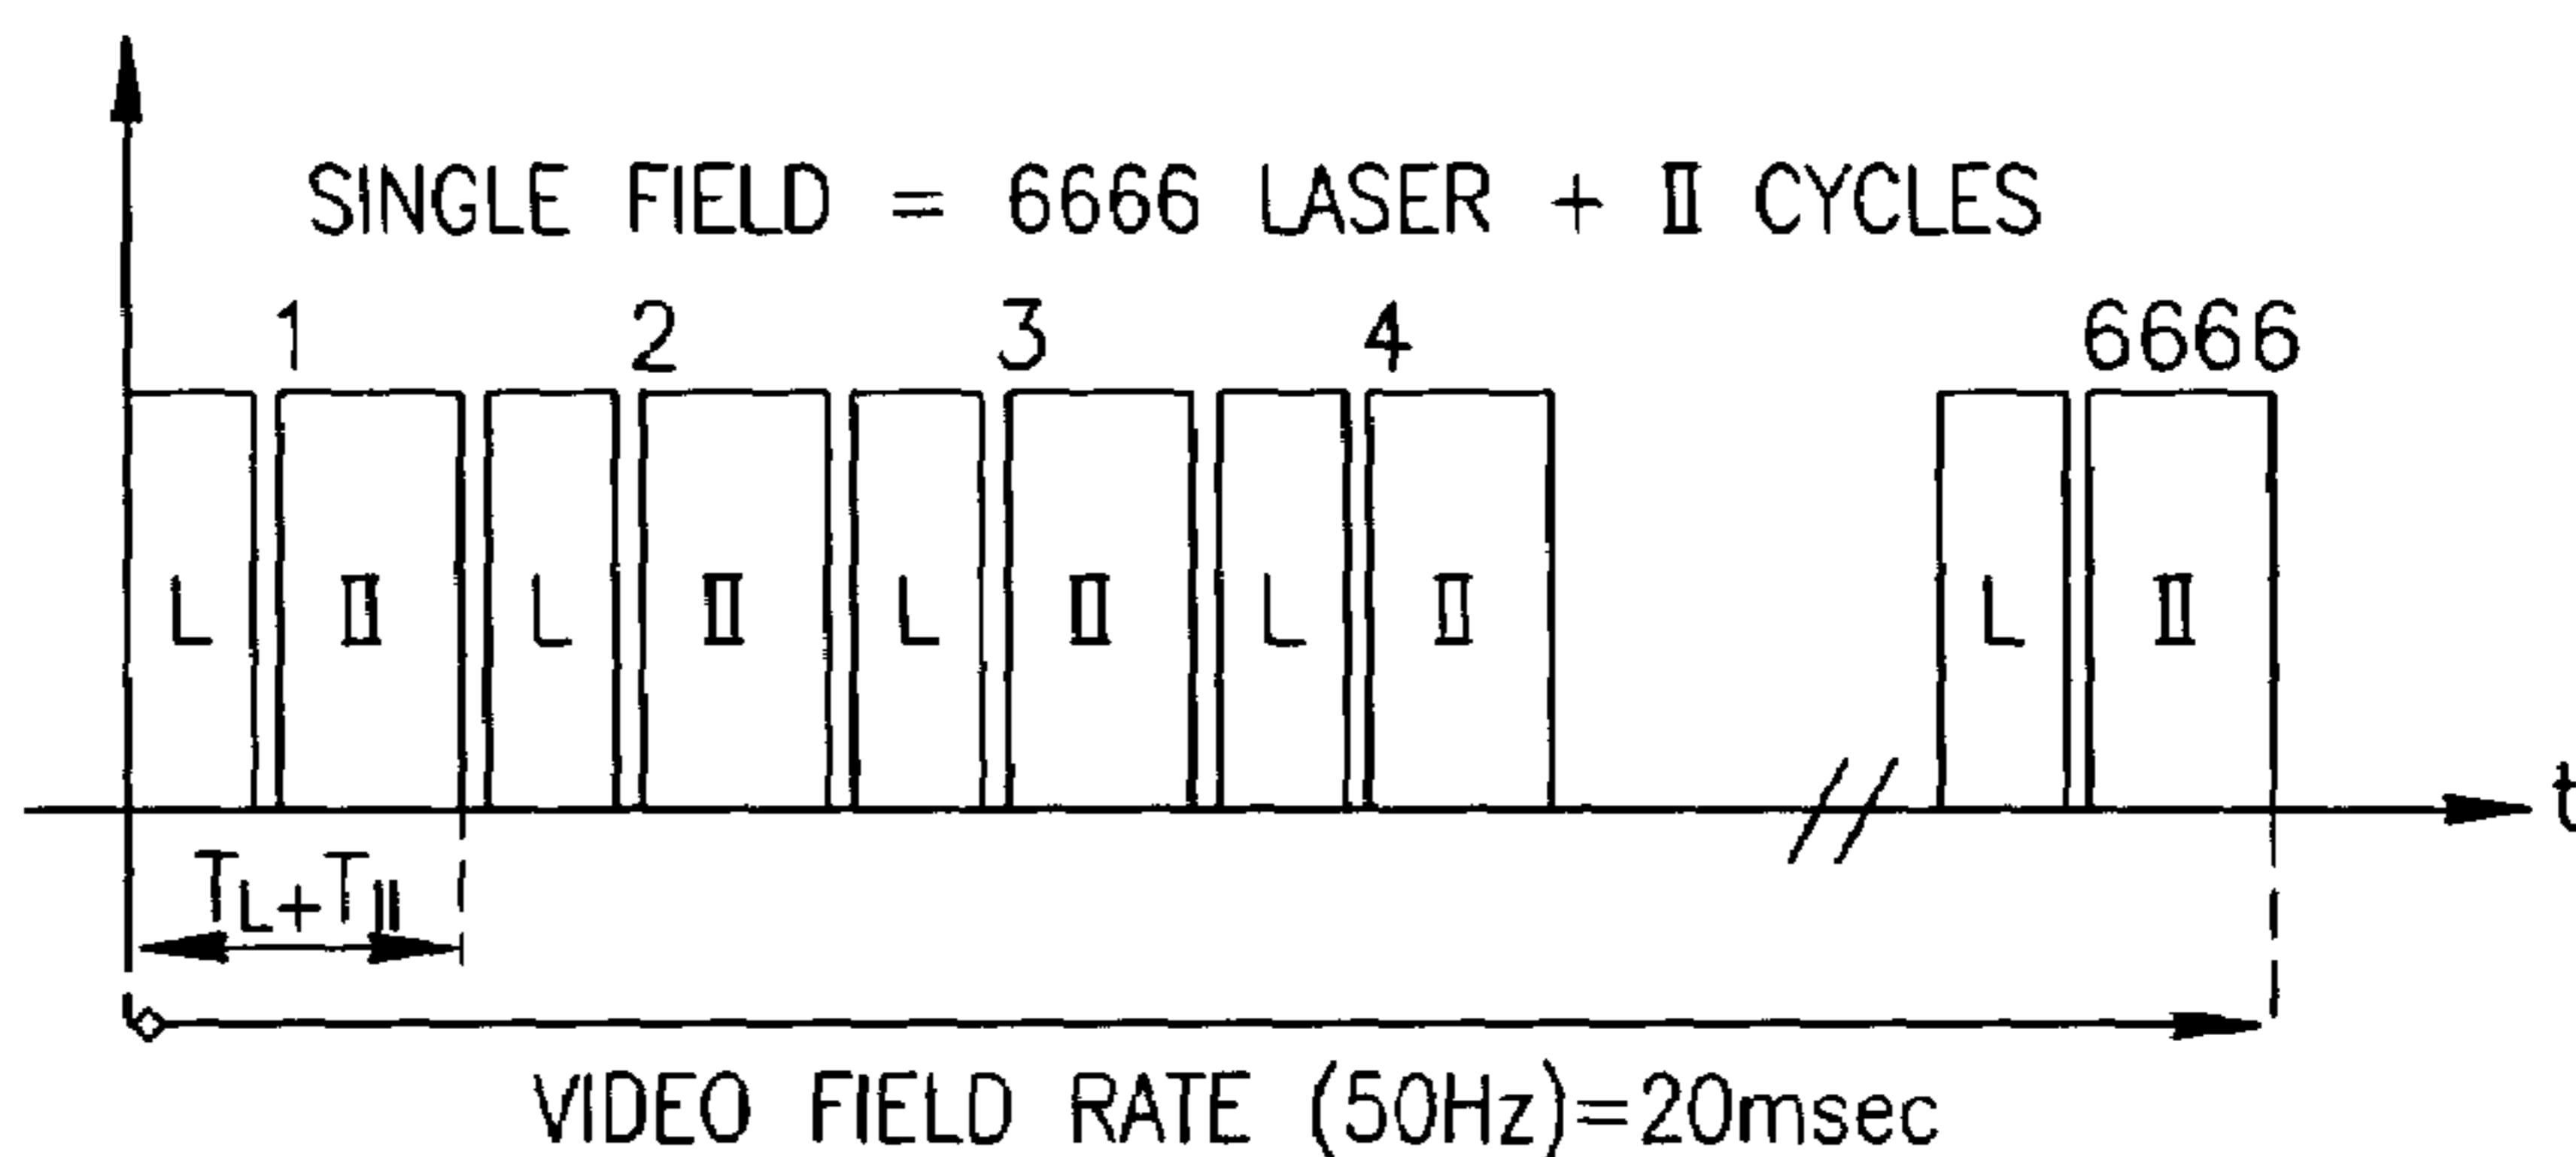 SINGLE FIELD = 6666 LASER + II CYCLES
1 2 3 4 6666
L II L II L II L II L II
t
TL+TII
VIDEO FIELD RATE (50Hz)=20msec